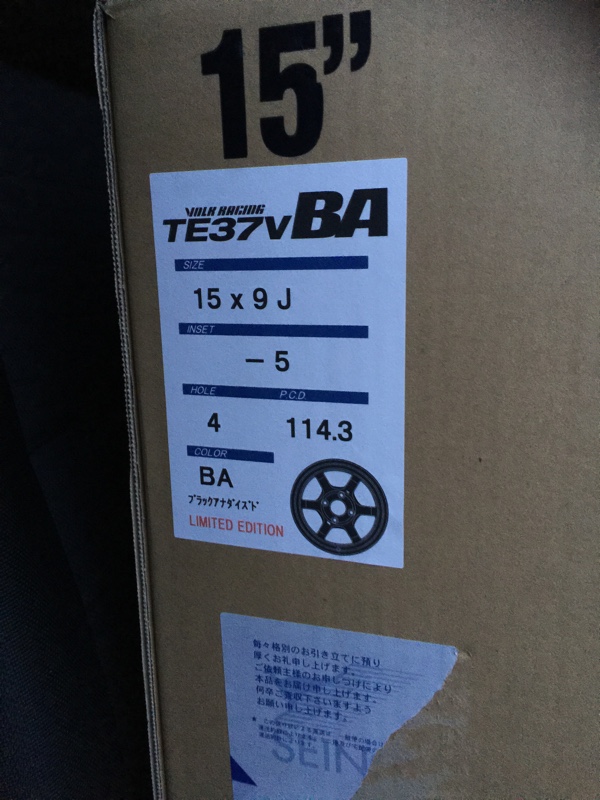 15”
VOLK RACING
TE37V BA
SIZE
15 x 9 J
INSET
－5
HOLE P.C.D
4 114.3
COLOR
BA
ブラックアナダイズド
LIMITED EDITION
毎々格別のお引き立てに預り
厚くお礼申し上げます。
ご依頼主様のお申しつけにより
本品をお届け申し上げます。
何卒ご査収下さいますよう
お願い申し上げます。
SEIN